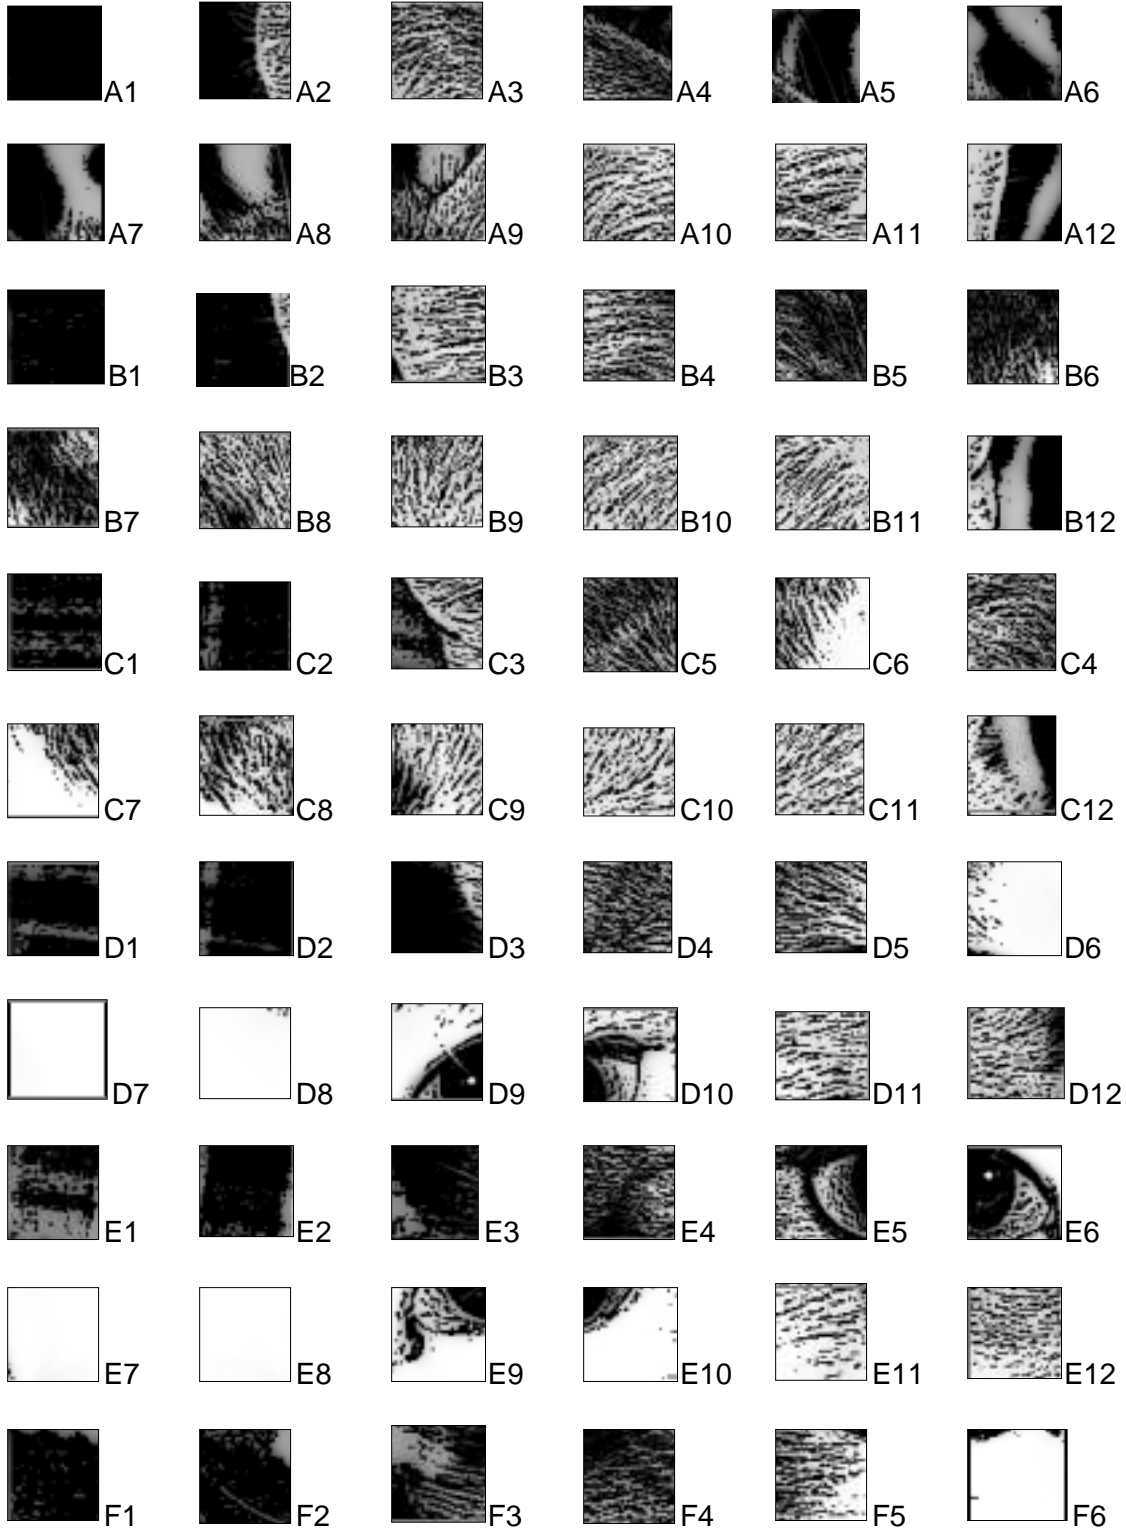 A1 A2 A3 A4 A5 A6
A7 A8 A9 A10 A11 A12
B1 B2 B3 B4 B5 B6
B7 B8 B9 B10 B11 B12
C1 C2 C3 C5 C6 C4
C7 C8 C9 C10 C11 C12
D1 D2 D3 D4 D5 D6
D7 D8 D9 D10 D11 D12
E1 E2 E3 E4 E5 E6
E7 E8 E9 E10 E11 E12
F1 F2 F3 F4 F5 F6